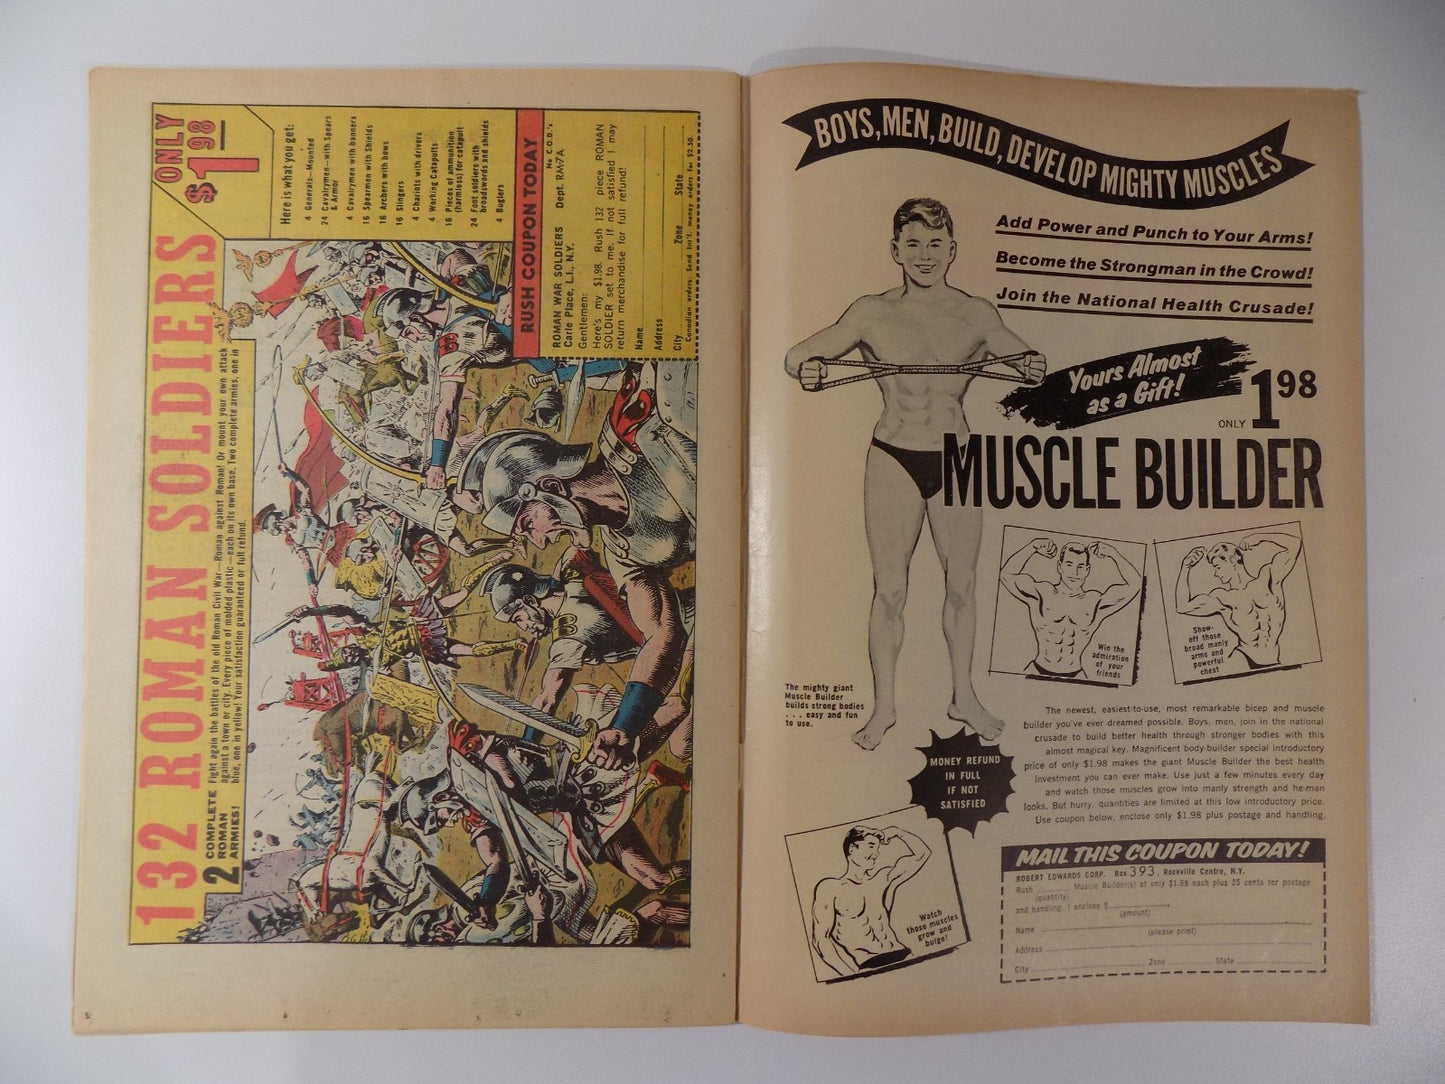 132 ROMAN SOLDIERS
ONLY
$1.98
2 COMPLETE
ROMAN
ARMIES!
Fight again the battles of the old Roman Civil War—Roman against Roman! Or mount your own attack
against a town or city. Every piece of molded plastic—each on its own base. Two complete armies, one in
blue, one in yellow! Your satisfaction guaranteed or full refund.
Here is what you get:
4 Generals—Mounted
24 Cavalrymen—with Spears
& Armor
4 Cavalrymen with banners
16 Spearmen with Shields
16 Archers with bows
16 Slingers
4 Chariots with drivers
4 Working Catapults
16 Pieces of ammunition
(harmless) for catapult
24 Foot soldiers with
broadswords and shields
4 Buglers
RUSH COUPON TODAY
No C.O.D.'s
ROMAN WAR SOLDIERS Dept. RM-7A
Carle Place, L.I., N.Y.
Gentlemen:
Here's my $1.98. Rush 132 piece ROMAN
SOLDIER set to me. If not satisfied I may
return merchandise for full refund!
Name
Address
City Zone State
Canadian orders: Send Int'l. money orders for $2.50.
BOYS, MEN, BUILD, DEVELOP MIGHTY MUSCLES
Add Power and Punch to Your Arms!
Become the Strongman in the Crowd!
Join the National Health Crusade!
Yours Almost
as a Gift!
ONLY 1 98
MUSCLE BUILDER
Win the
admiration
of your
friends
Show-
off those
broad manly
arms and
powerful
chest
The mighty giant
Muscle Builder
builds strong bodies
. . . easy and fun
to use.
MONEY REFUND
IN FULL
IF NOT
SATISFIED
The newest, easiest-to-use, most remarkable bicep and muscle
builder you've ever dreamed possible. Boys, men, join in the national
crusade to build better health through stronger bodies with this
almost magical key. Magnificent body-builder special introductory
price of only $1.98 makes the giant Muscle Builder the best health
investment you can ever make. Use just a few minutes every day
and watch those muscles grow into manly strength and he-man
looks. But hurry, quantities are limited at this low introductory price.
Use coupon below, enclose only $1.98 plus postage and handling.
Watch
those muscles
grow and
bulge!
MAIL THIS COUPON TODAY!
ROBERT EDWARDS CORP. Box 393, Rockville Centre, N.Y.
Rush Muscle Builder(s) at only $1.98 each plus 25 cents for postage
(quantity)
and handling. I enclose $
(amount)
Name
(please print)
Address
City Zone State